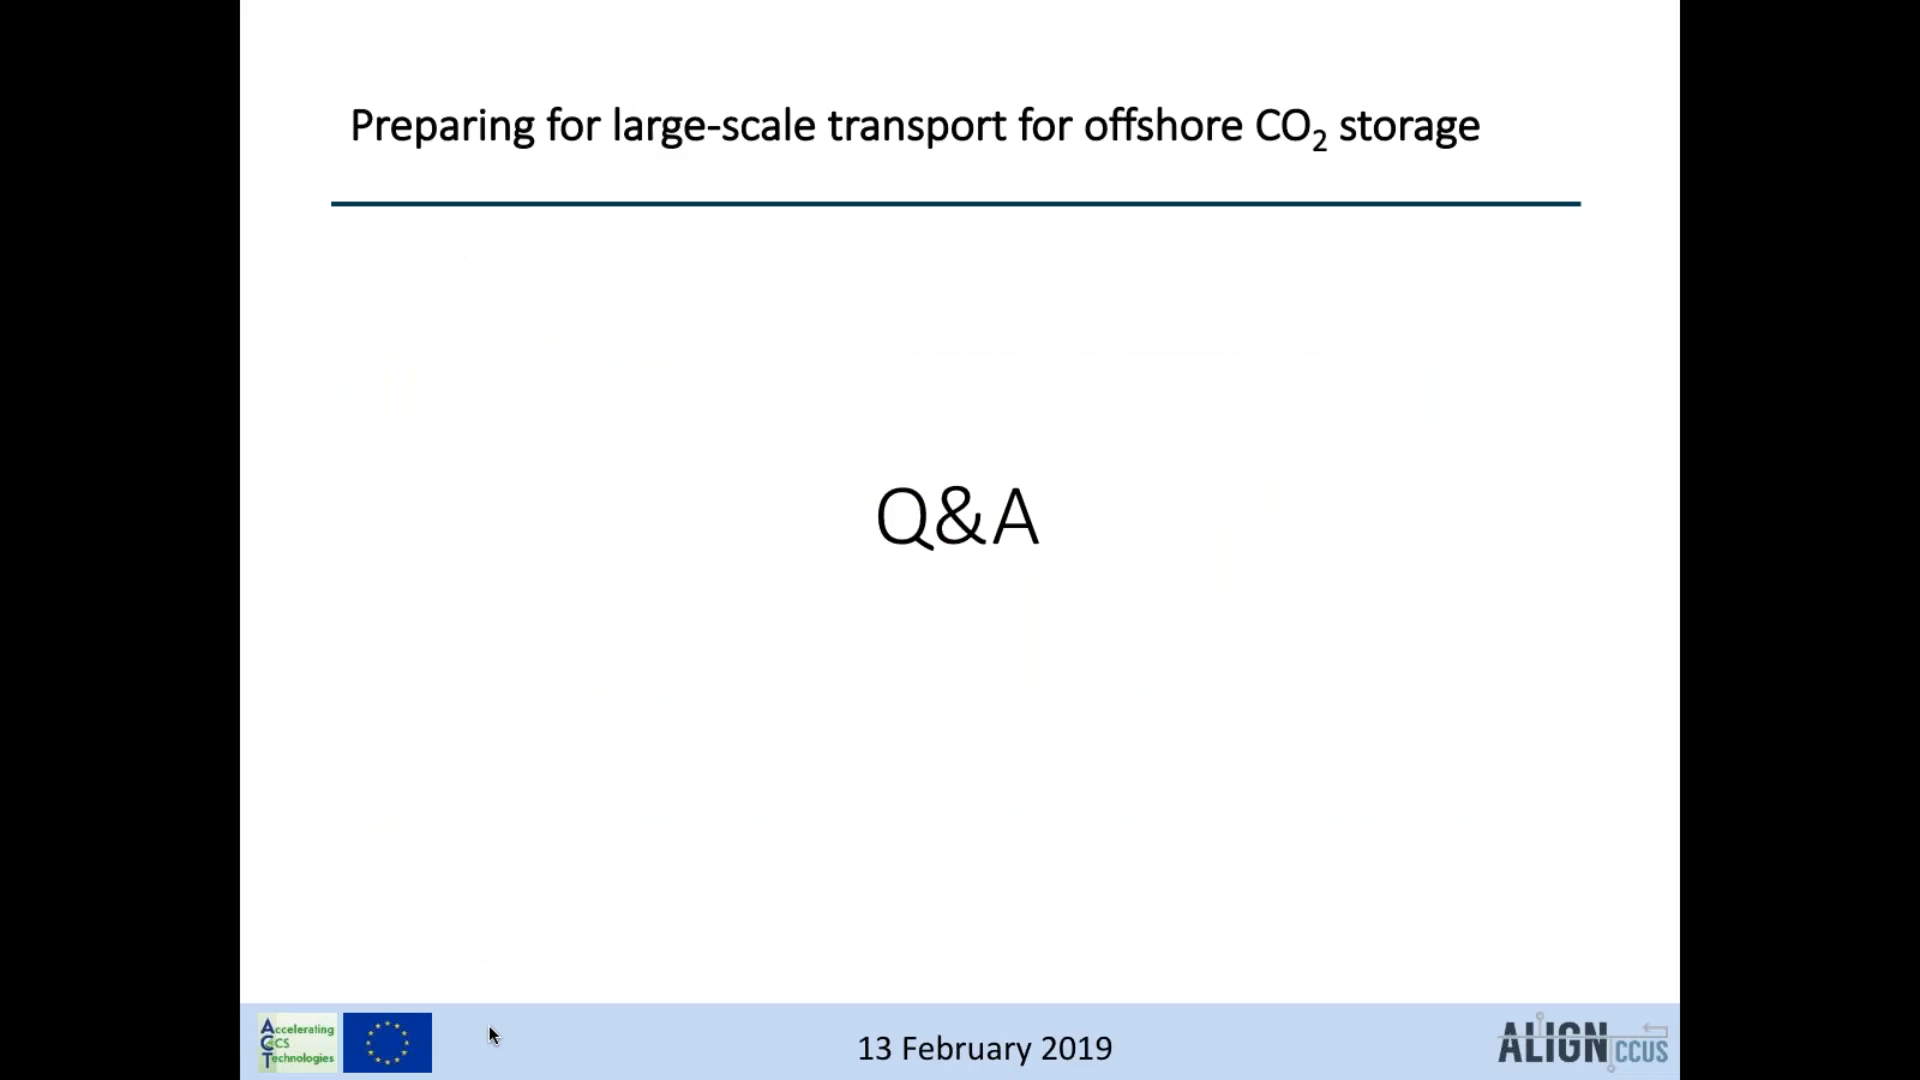 Preparing for large-scale transport for offshore CO₂ storage
Q&A
Accelerating
CCS
Technologies
13 February 2019
ALIGN CCUS